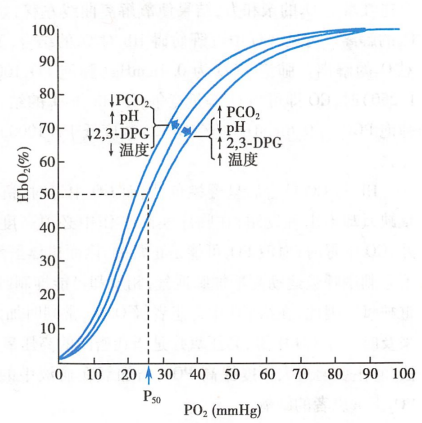 HbO₂(%)
100
90
80
70
60
50
40
30
20
10
↓PCO₂
↑ pH
↓2,3-DPG
↓ 温度
↑ PCO₂
↓ pH
↑ 2,3-DPG
↑ 温度
0 10 20 30 40 50 60 70 80 90 100
P₅₀
PO₂ (mmHg)